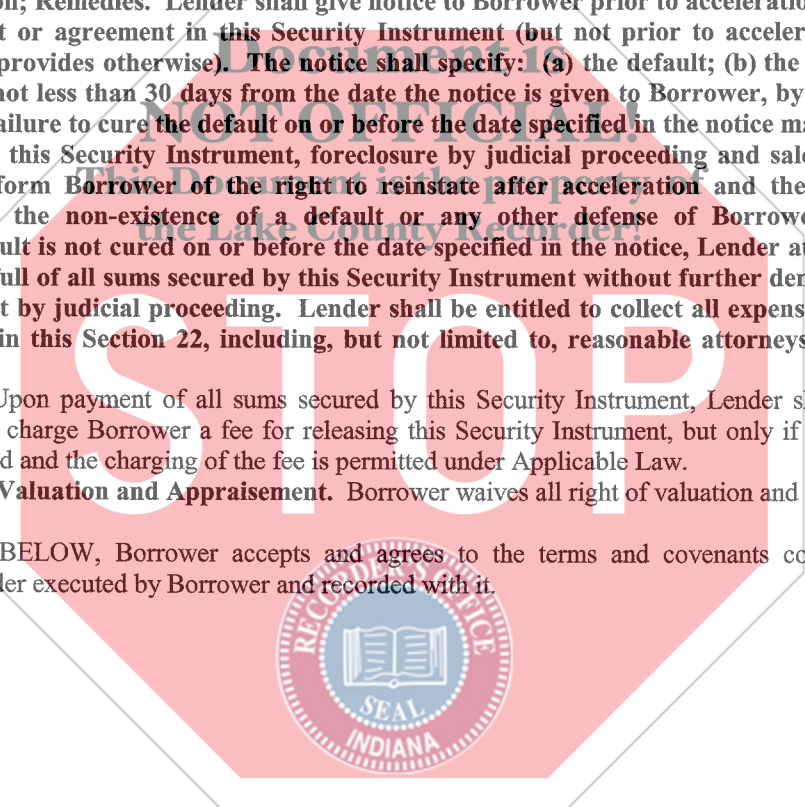 on; Remedies. Lender shall give notice to Borrower prior to acceleratio
t or agreement in this Security Instrument (but not prior to acceler
provides otherwise). The notice shall specify: (a) the default; (b) the
not less than 30 days from the date the notice is given to Borrower, by
ailure to cure the default on or before the date specified in the notice ma
this Security Instrument, foreclosure by judicial proceeding and sal
form Borrower of the right to reinstate after acceleration and the
the non-existence of a default or any other defense of Borrowe
ult is not cured on or before the date specified in the notice, Lender a
full of all sums secured by this Security Instrument without further de
t by judicial proceeding. Lender shall be entitled to collect all expens
in this Section 22, including, but not limited to, reasonable attorneys
Upon payment of all sums secured by this Security Instrument, Lender s
charge Borrower a fee for releasing this Security Instrument, but only if
d and the charging of the fee is permitted under Applicable Law.
Valuation and Appraisement. Borrower waives all right of valuation and
BELOW, Borrower accepts and agrees to the terms and covenants co
er executed by Borrower and recorded with it.
Document is
NOT OFFICIAL!
This Document is the property of
the Lake County Recorder!
STOP
RECORDER'S OFFICE
SEAL
INDIANA